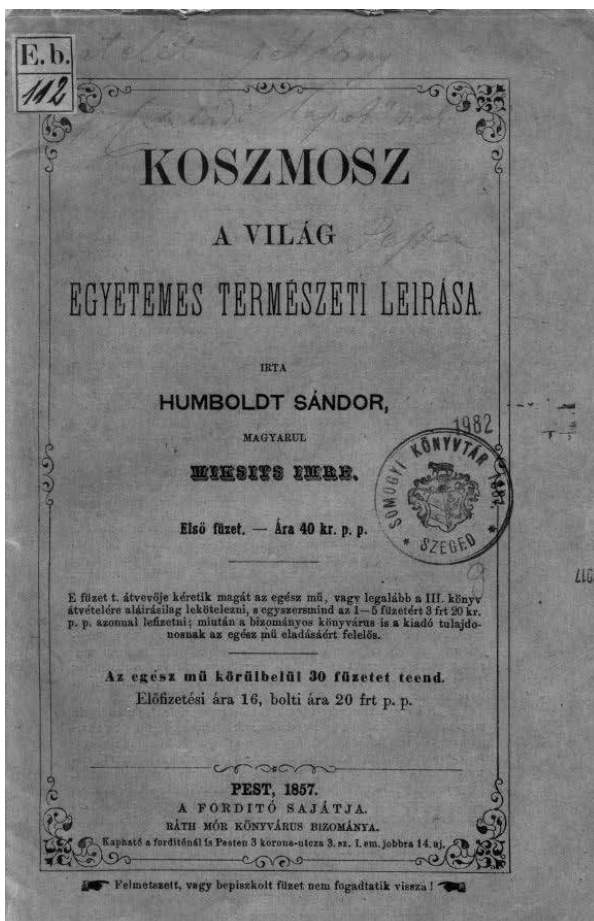 E. b.
112
KOSZMOSZ
A VILÁG
EGYETEMES TERMÉSZETI LEIRÁSA.
IRTA
HUMBOLDT SÁNDOR,
MAGYARUL
MIKSITS IMRE.
1982
SOMOGYI KÖNYVTÁR
SZEGED
Első füzet. — Ára 40 kr. p. p.
E füzet t. átvevője kéretik magát az egész mű, vagy legalább a III. könyv
átvételére aláirásilag lekötelezni, s egyszersmind az 1—5 füzetért 3 frt 20 kr.
p. p. azonnal lefizetni; miután a bizományos könyvárus is a kiadó tulajdo-
nosnak az egész mű eladásáért felelős.
Az egész mű körülbelül 30 füzetet teend.
Előfizetési ára 16, bolti ára 20 frt p. p.
PEST, 1857.
A FORDITÓ SAJÁTJA.
RÁTH MÓR KÖNYVÁRUS BIZOMÁNYA.
Kapható a forditónál is Pesten 3 korona-utcza 3. sz. I. em. jobbra 14. aj.
Felmetszett, vagy bepiszkolt füzet nem fogadtatik vissza!